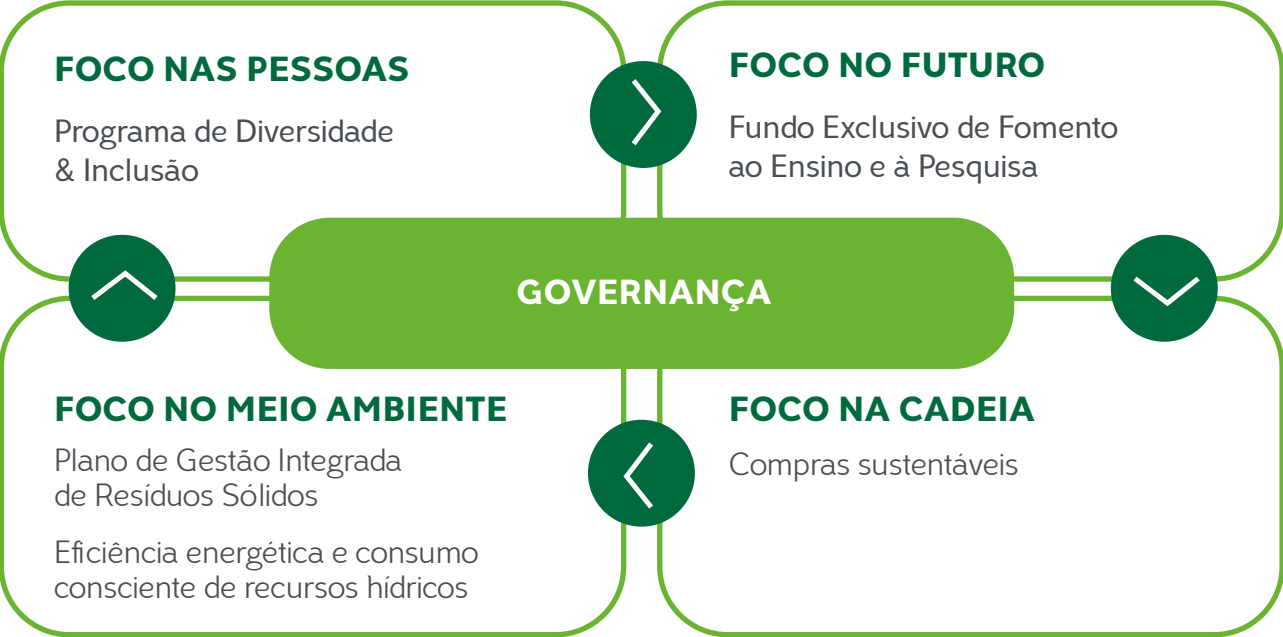 FOCO NAS PESSOAS
Programa de Diversidade
& Inclusão
FOCO NO FUTURO
Fundo Exclusivo de Fomento
ao Ensino e à Pesquisa
GOVERNANÇA
FOCO NO MEIO AMBIENTE
Plano de Gestão Integrada
de Resíduos Sólidos
Eficiência energética e consumo
consciente de recursos hídricos
FOCO NA CADEIA
Compras sustentáveis